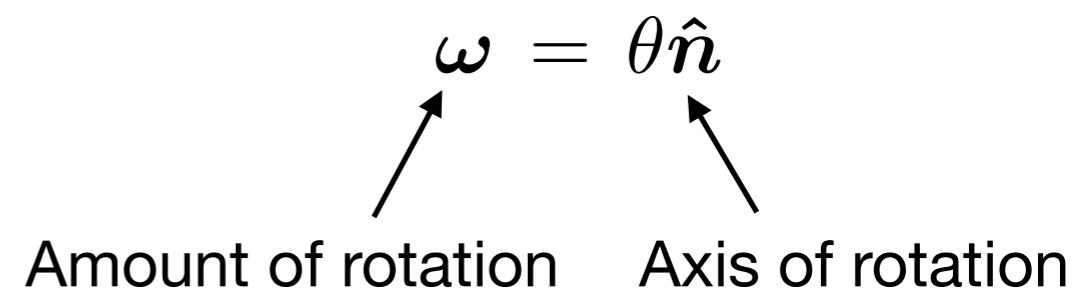 𝝎 = θ𝒏̂
Amount of rotation Axis of rotation